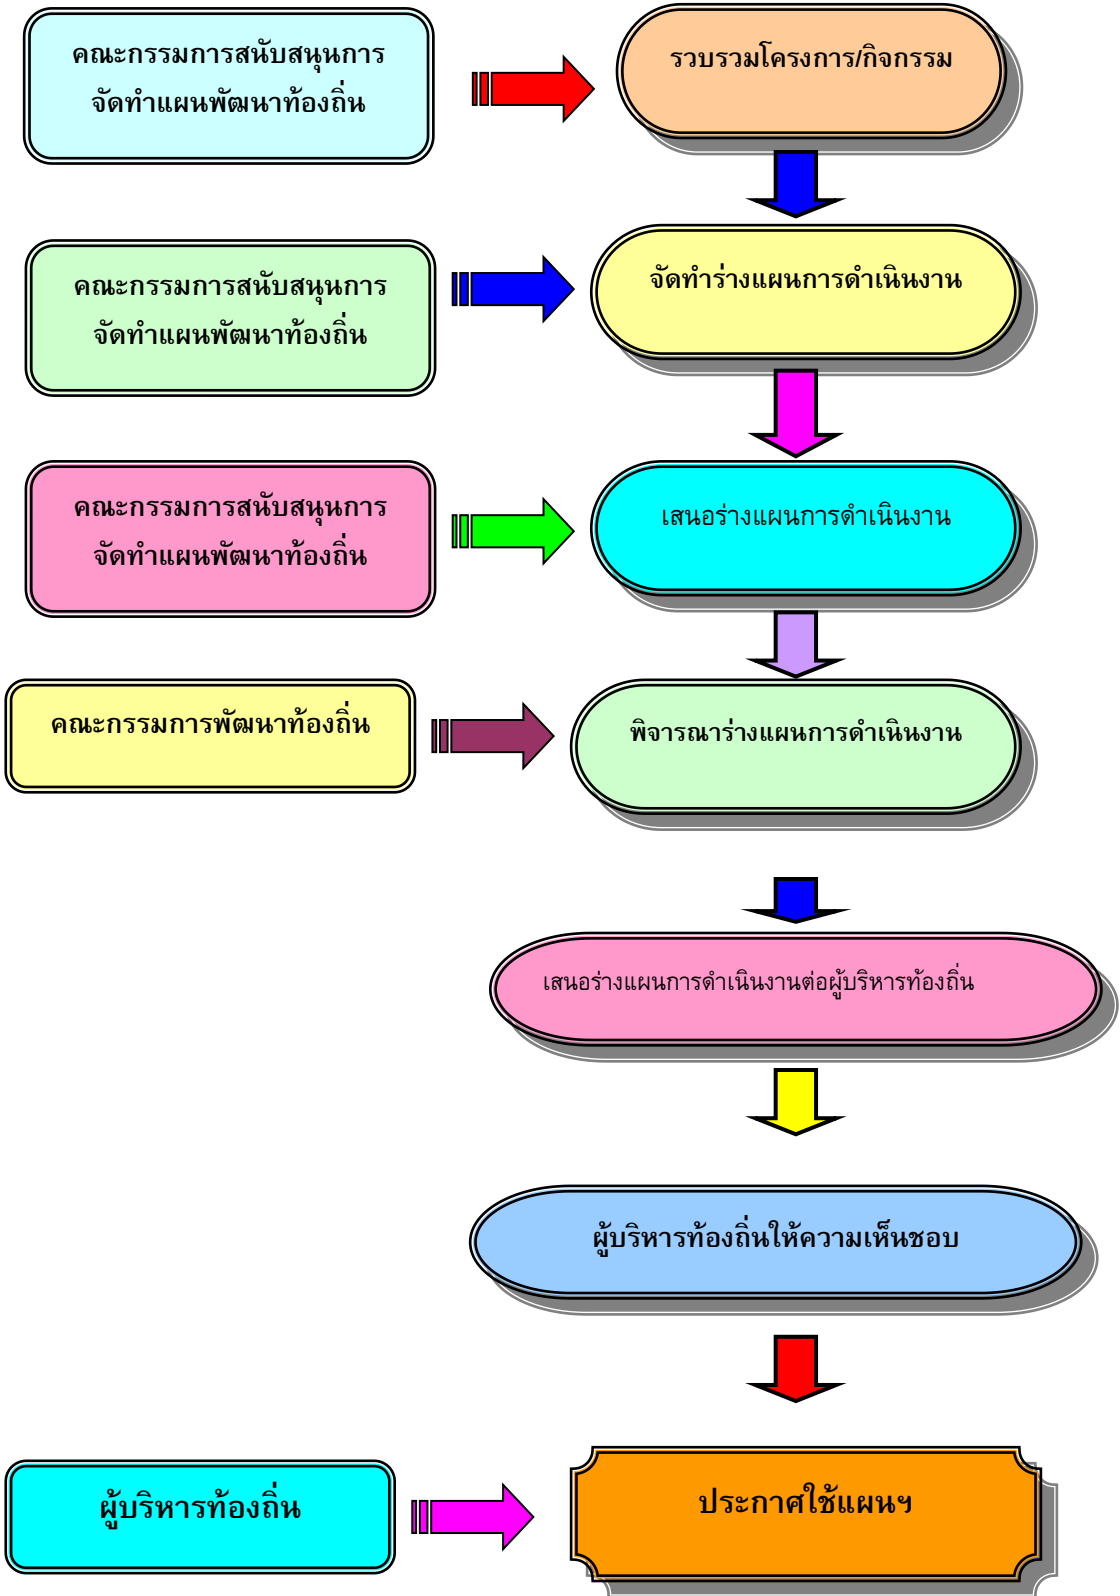 คณะกรรมการสนับสนุนการ
จัดทำแผนพัฒนาท้องถิ่น
รวบรวมโครงการ/กิจกรรม
คณะกรรมการสนับสนุนการ
จัดทำแผนพัฒนาท้องถิ่น
จัดทำร่างแผนการดำเนินงาน
คณะกรรมการสนับสนุนการ
จัดทำแผนพัฒนาท้องถิ่น
เสนอร่างแผนการดำเนินงาน
คณะกรรมการพัฒนาท้องถิ่น
พิจารณาร่างแผนการดำเนินงาน
เสนอร่างแผนการดำเนินงานต่อผู้บริหารท้องถิ่น
ผู้บริหารท้องถิ่นให้ความเห็นชอบ
ผู้บริหารท้องถิ่น
ประกาศใช้แผนฯ